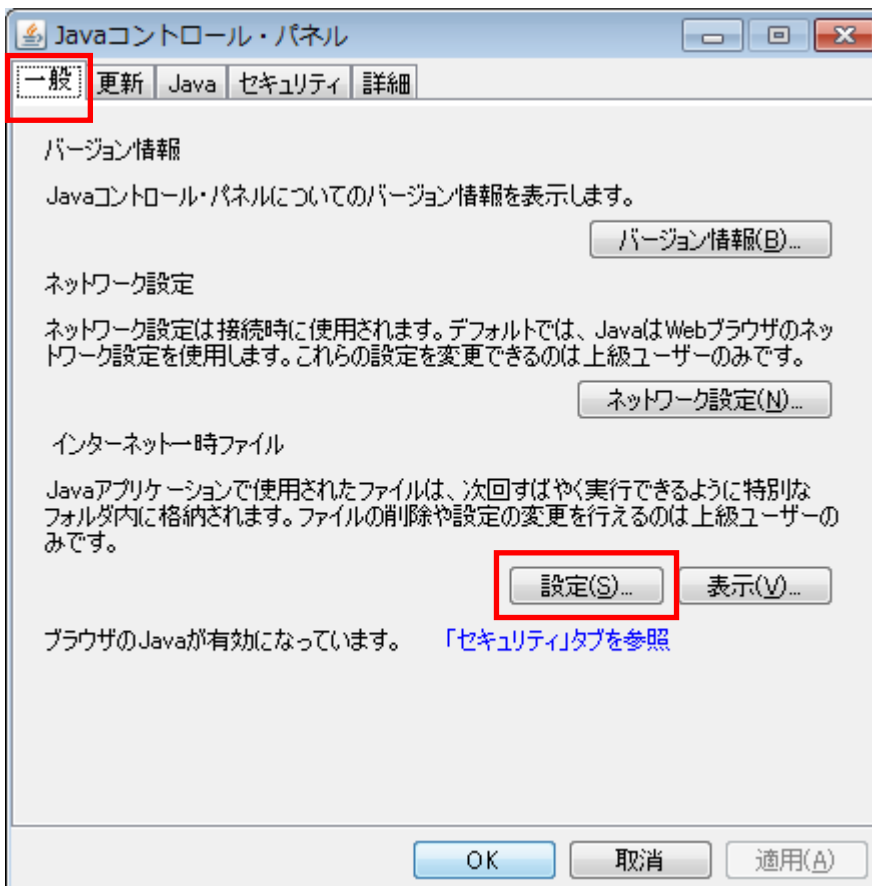 Javaコントロール・パネル
一般 更新 Java セキュリティ 詳細
バージョン情報
Javaコントロール・パネルについてのバージョン情報を表示します。
バージョン情報(B)...
ネットワーク設定
ネットワーク設定は接続時に使用されます。デフォルトでは、JavaはWebブラウザのネッ
トワーク設定を使用します。これらの設定を変更できるのは上級ユーザーのみです。
ネットワーク設定(N)...
インターネット一時ファイル
Javaアプリケーションで使用されたファイルは、次回すばやく実行できるように特別な
フォルダ内に格納されます。ファイルの削除や設定の変更を行えるのは上級ユーザーの
みです。
設定(S)... 表示(V)...
ブラウザのJavaが有効になっています。 「セキュリティ」タブを参照
OK 取消 適用(A)